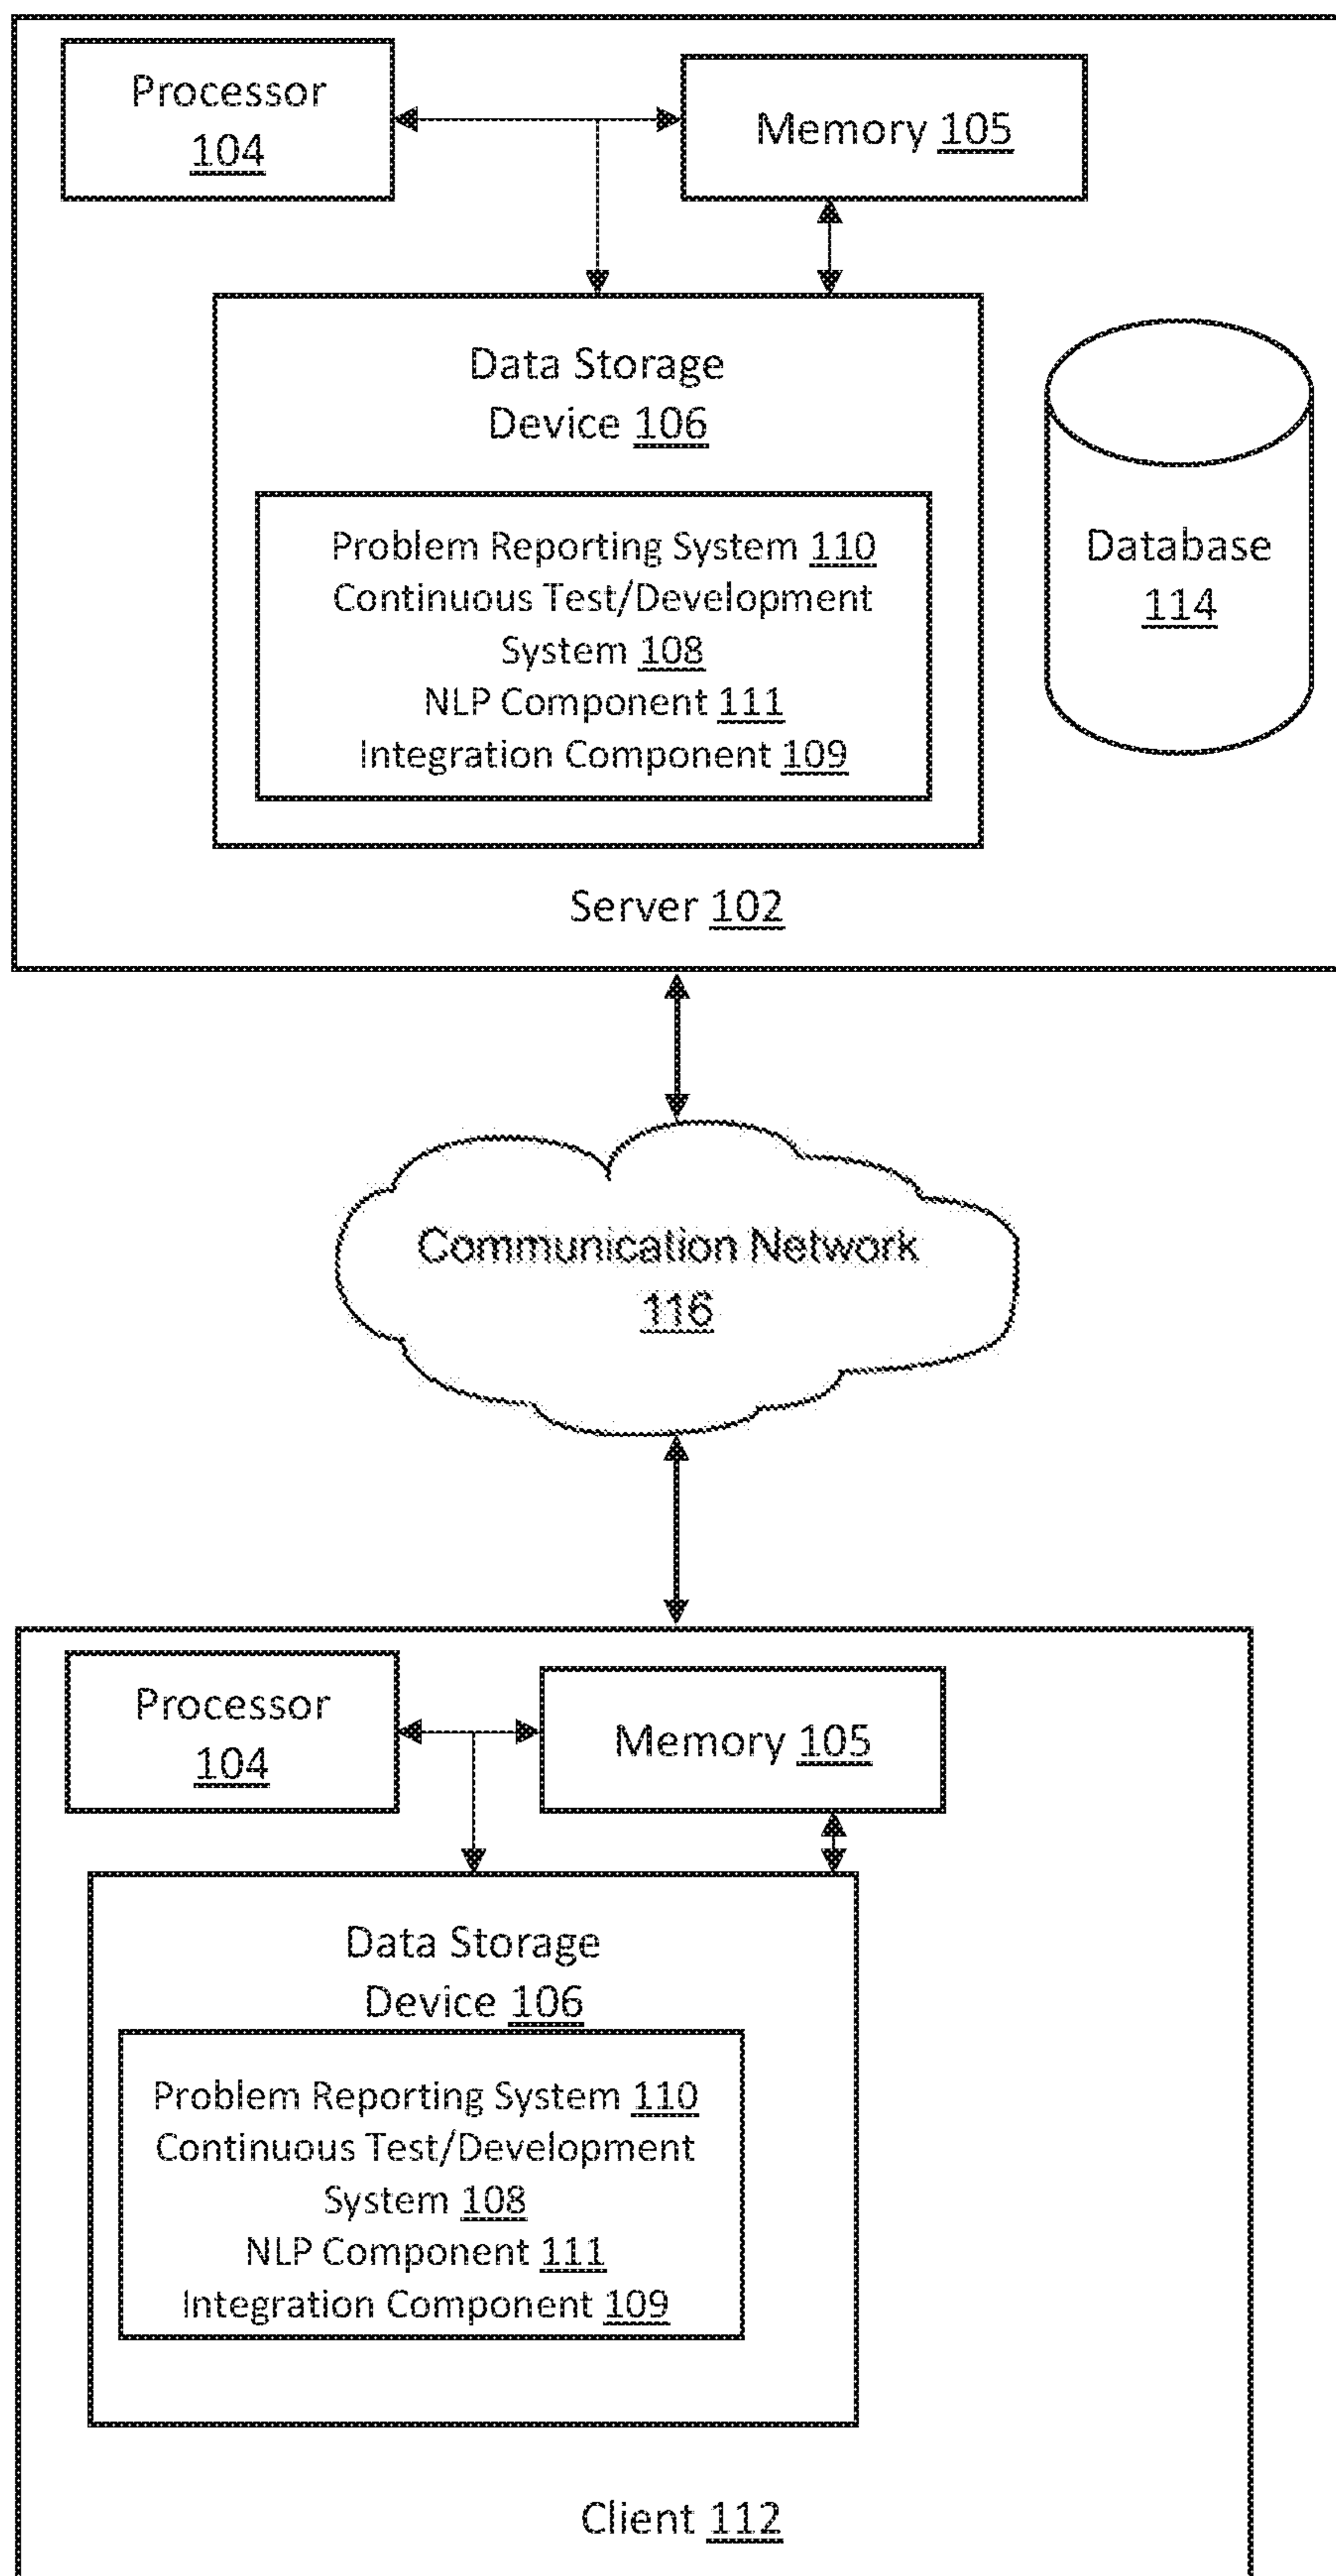 Processor
104
Memory 105
Data Storage
Device 106
Problem Reporting System 110
Continuous Test/Development
System 108
NLP Component 111
Integration Component 109
Database
114
Server 102
Communication Network
116
Processor
104
Memory 105
Data Storage
Device 106
Problem Reporting System 110
Continuous Test/Development
System 108
NLP Component 111
Integration Component 109
Client 112